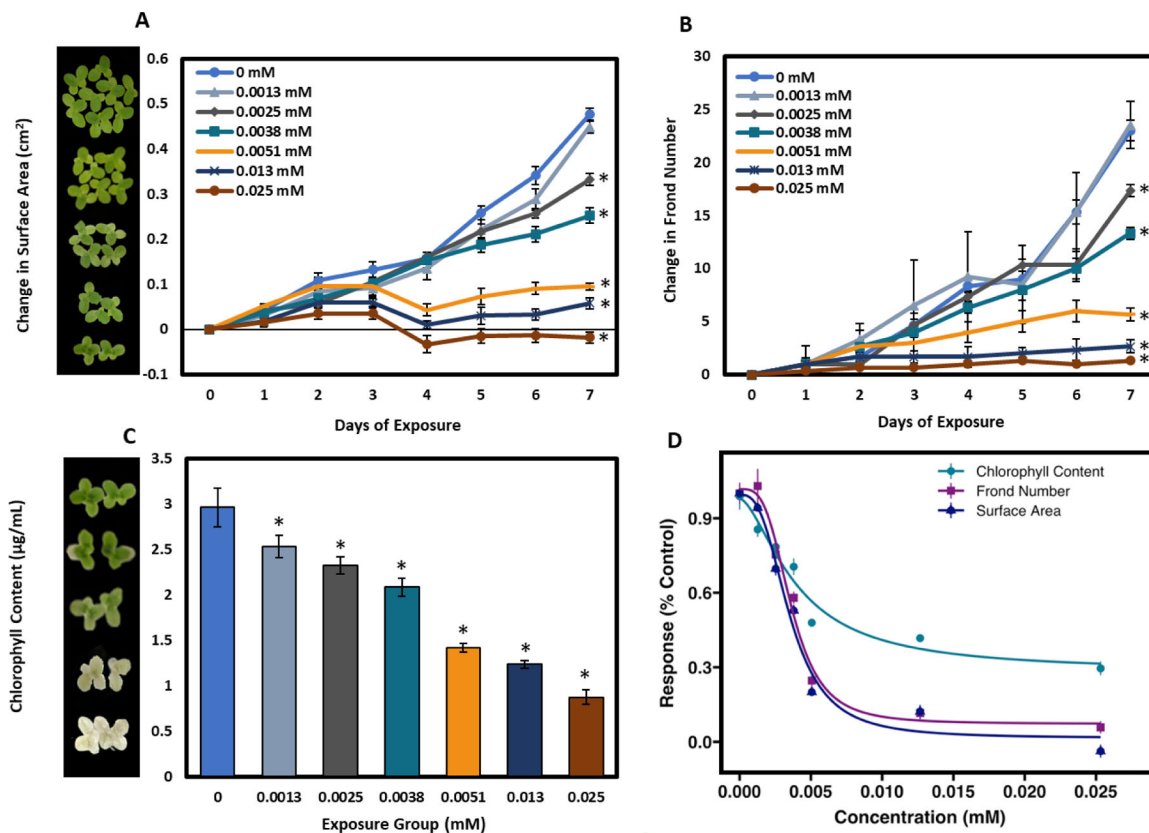 A
Change in Surface Area (cm²)
0.6
0.5
0.4
0.3
0.2
0.1
0
-0.1
0 mM
0.0013 mM
0.0025 mM
0.0038 mM
0.0051 mM
0.013 mM
0.025 mM
*
*
*
*
*
0 1 2 3 4 5 6 7
Days of Exposure
B
Change in Frond Number
30
25
20
15
10
5
0
0 mM
0.0013 mM
0.0025 mM
0.0038 mM
0.0051 mM
0.013 mM
0.025 mM
*
*
*
*
*
0 1 2 3 4 5 6 7
Days of Exposure
C
Chlorophyll Content (µg/mL)
3.5
3
2.5
2
1.5
1
0.5
0
* * * * * *
0 0.0013 0.0025 0.0038 0.0051 0.013 0.025
Exposure Group (mM)
D
Response (% Control)
0.9
0.6
0.3
0.0
Chlorophyll Content
Frond Number
Surface Area
0.000 0.005 0.010 0.015 0.020 0.025
Concentration (mM)